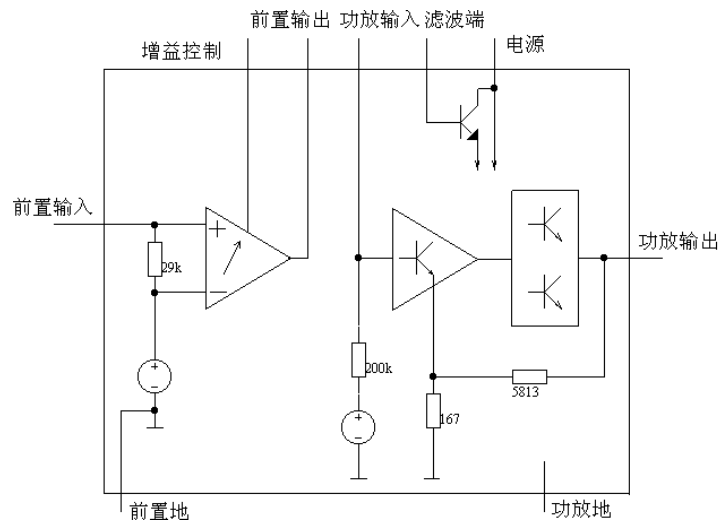 前置输出 功放输入 滤波端
增益控制
电源
前置输入
+
29k
−
功放输出
+
−
200k
5813
167
+
−
前置地
功放地